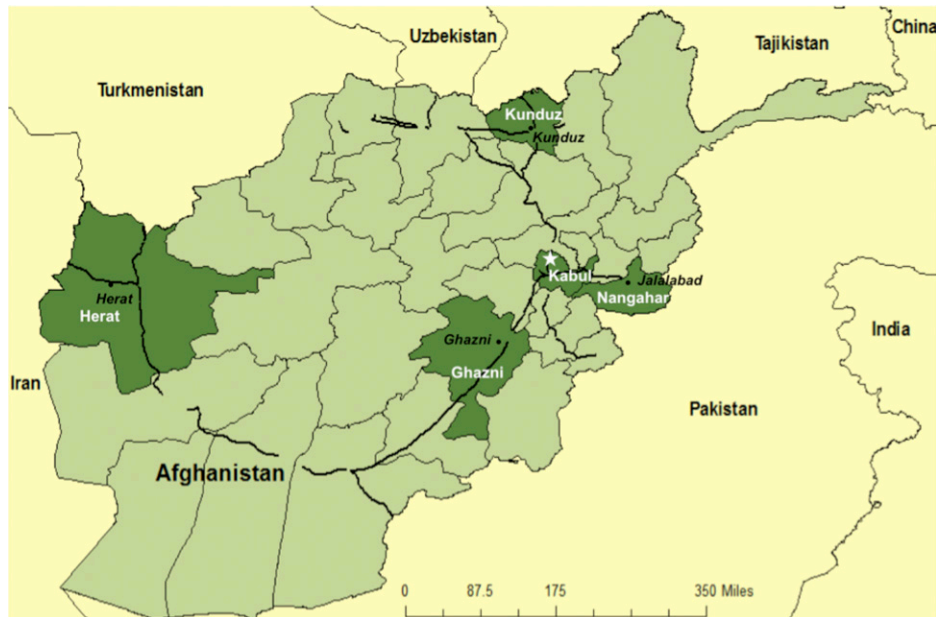 China
Uzbekistan
Tajikistan
Turkmenistan
Kunduz
Kunduz
Kabul
Jalalabad
Nangahar
Herat
Herat
India
Ghazni
Ghazni
Iran
Pakistan
Afghanistan
0 87.5 175 350 Miles